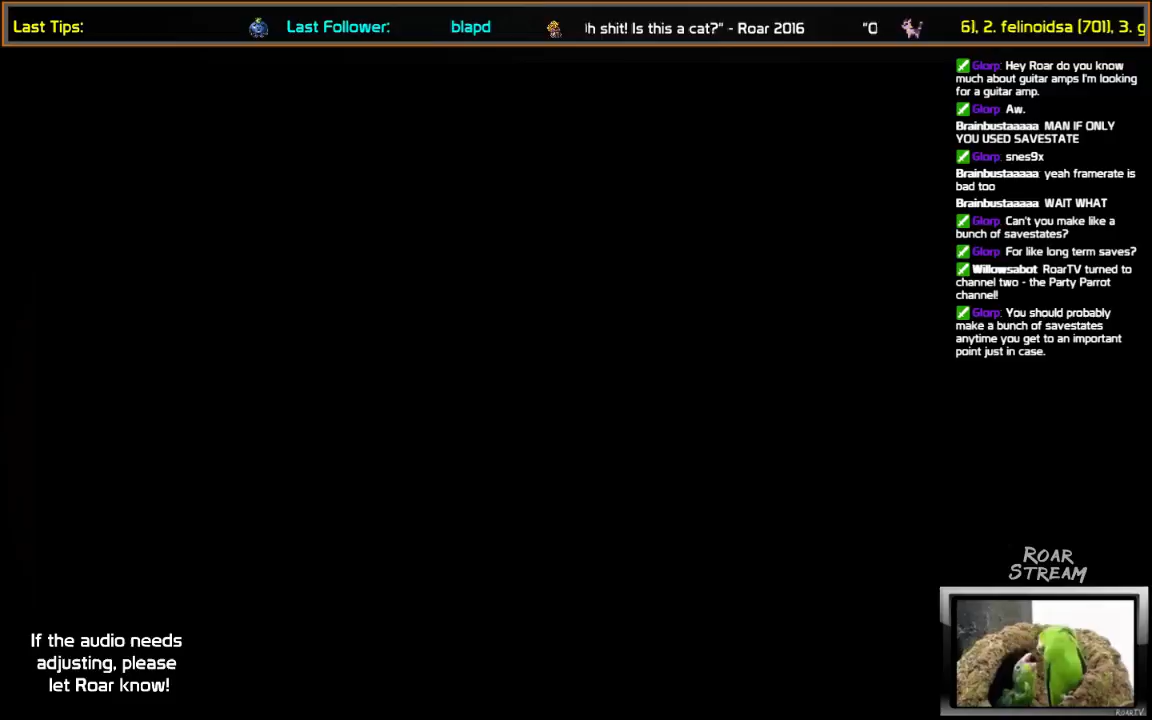 Last Tips: Last Follower: blapd h shit! Is this a cat?" - Roar 2016 "O 6], 2. felinoidsa [701], 3. g
Glorp: Hey Roar do you know
much about guitar amps I'm looking
for a guitar amp.
Glorp: Aw.
Brainbustaaaaa: MAN IF ONLY
YOU USED SAVESTATE
Glorp: snes9x
Brainbustaaaaa: yeah framerate is
bad too
Brainbustaaaaa: WAIT WHAT
Glorp: Can't you make like a
bunch of savestates?
Glorp: For like long term saves?
Willowsabot: RoarTV turned to
channel two - the Party Parrot
channel!
Glorp: You should probably
make a bunch of savestates
anytime you get to an important
point just in case.
ROAR
STREAM
If the audio needs
adjusting, please
let Roar know!
ROARTV